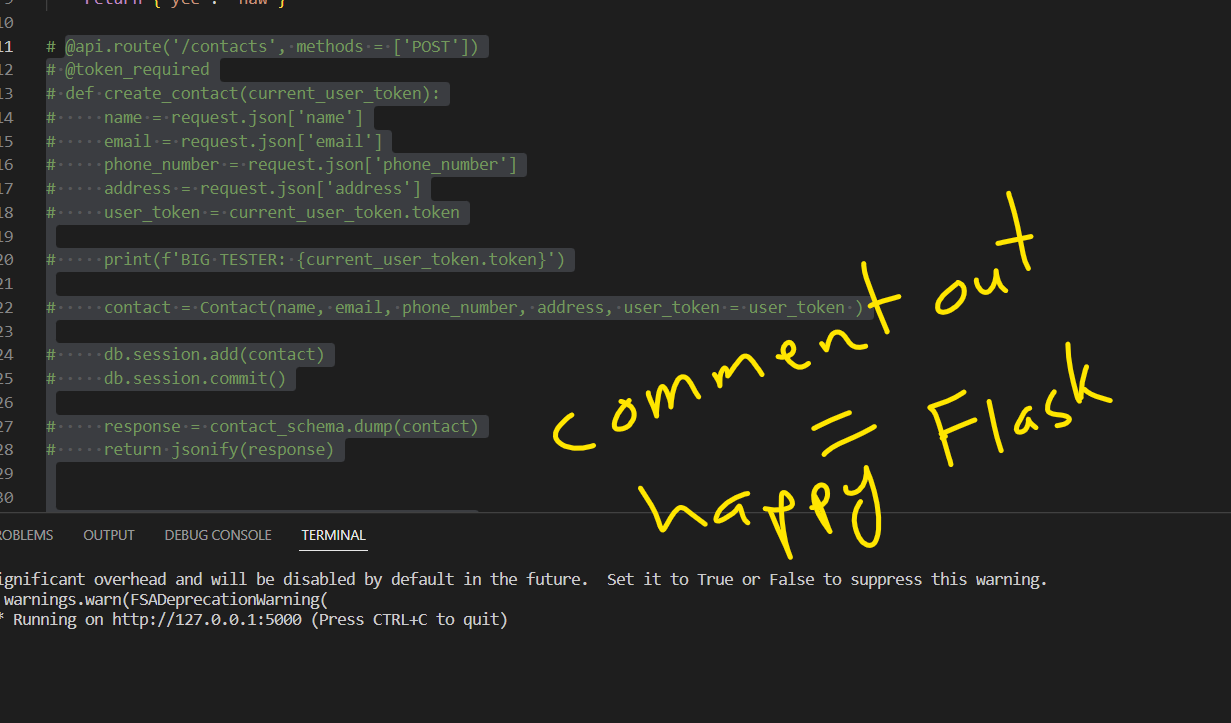 return {'yee': 'haw'}
10
11 # @api.route('/contacts', methods = ['POST'])
12 # @token_required
13 # def create_contact(current_user_token):
14 #     name = request.json['name']
15 #     email = request.json['email']
16 #     phone_number = request.json['phone_number']
17 #     address = request.json['address']
18 #     user_token = current_user_token.token
19
20 #     print(f'BIG TESTER: {current_user_token.token}')
21
22 #     contact = Contact(name, email, phone_number, address, user_token = user_token )
23
24 #     db.session.add(contact)
25 #     db.session.commit()
26
27 #     response = contact_schema.dump(contact)
28 #     return jsonify(response)
29
30
comment out
=
happy Flask
ROBLEMS OUTPUT DEBUG CONSOLE TERMINAL
ignificant overhead and will be disabled by default in the future.  Set it to True or False to suppress this warning.
warnings.warn(FSADeprecationWarning(
* Running on http://127.0.0.1:5000 (Press CTRL+C to quit)